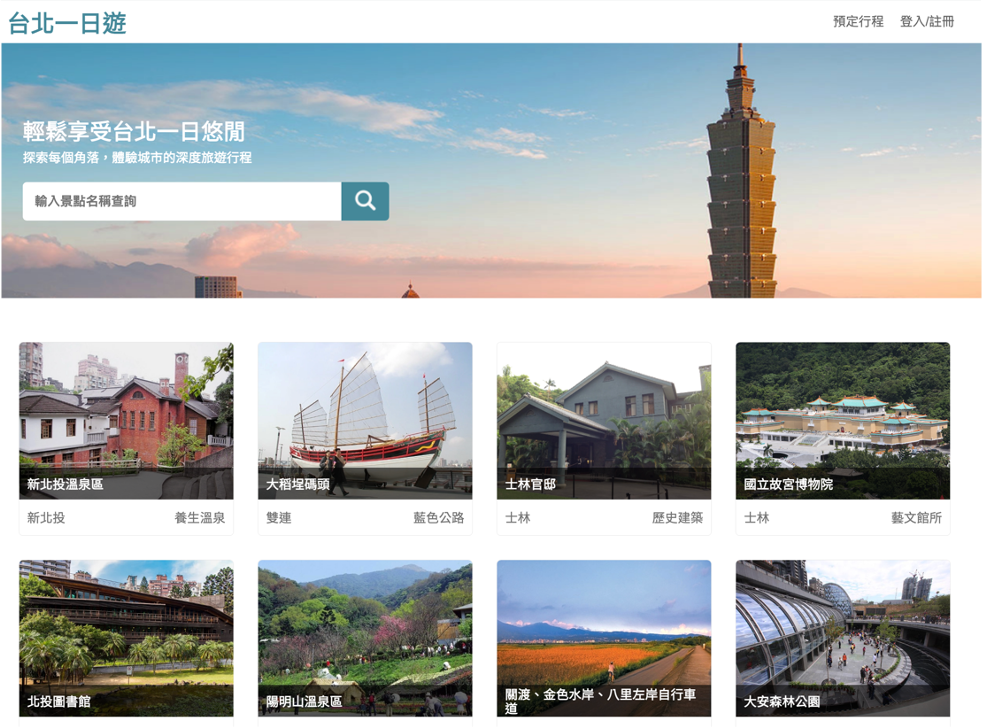 台北一日遊
預定行程 登入/註冊
輕鬆享受台北一日悠閒
探索每個角落，體驗城市的深度旅遊行程
輸入景點名稱查詢
新北投溫泉區
新北投 養生溫泉
大稻埕碼頭
雙連 藍色公路
士林官邸
士林 歷史建築
國立故宮博物院
士林 藝文館所
北投圖書館
陽明山溫泉區
關渡、金色水岸、八里左岸自行車
道
大安森林公園